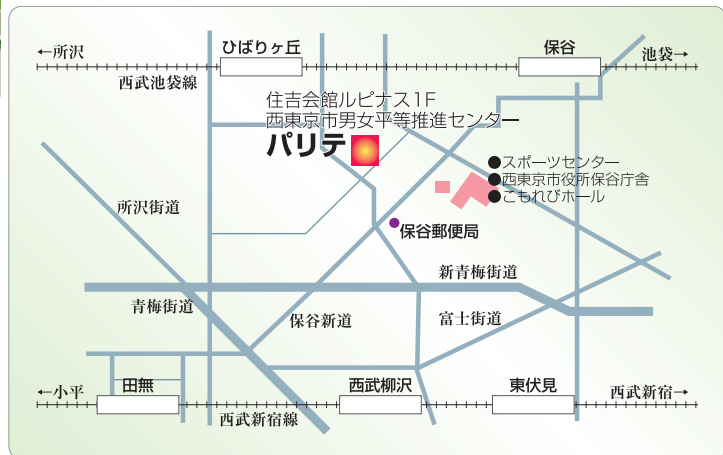 ←所沢
ひばりヶ丘
保谷
池袋→
西武池袋線
住吉会館ルピナス1F
西東京市男女平等推進センター
パリテ
●スポーツセンター
●西東京市役所保谷庁舎
●こもれびホール
所沢街道
保谷郵便局
新青梅街道
青梅街道
保谷新道
富士街道
←小平
田無
西武柳沢
東伏見
西武新宿→
西武新宿線